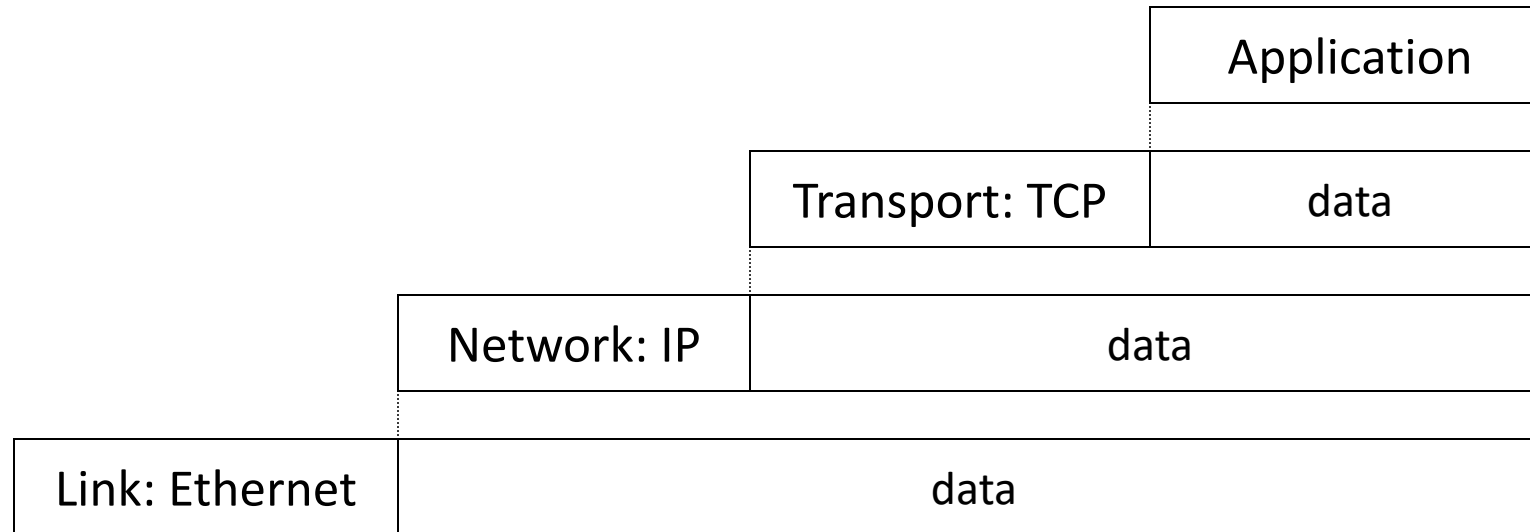 Application
Transport: TCP
data
Network: IP
data
Link: Ethernet
data